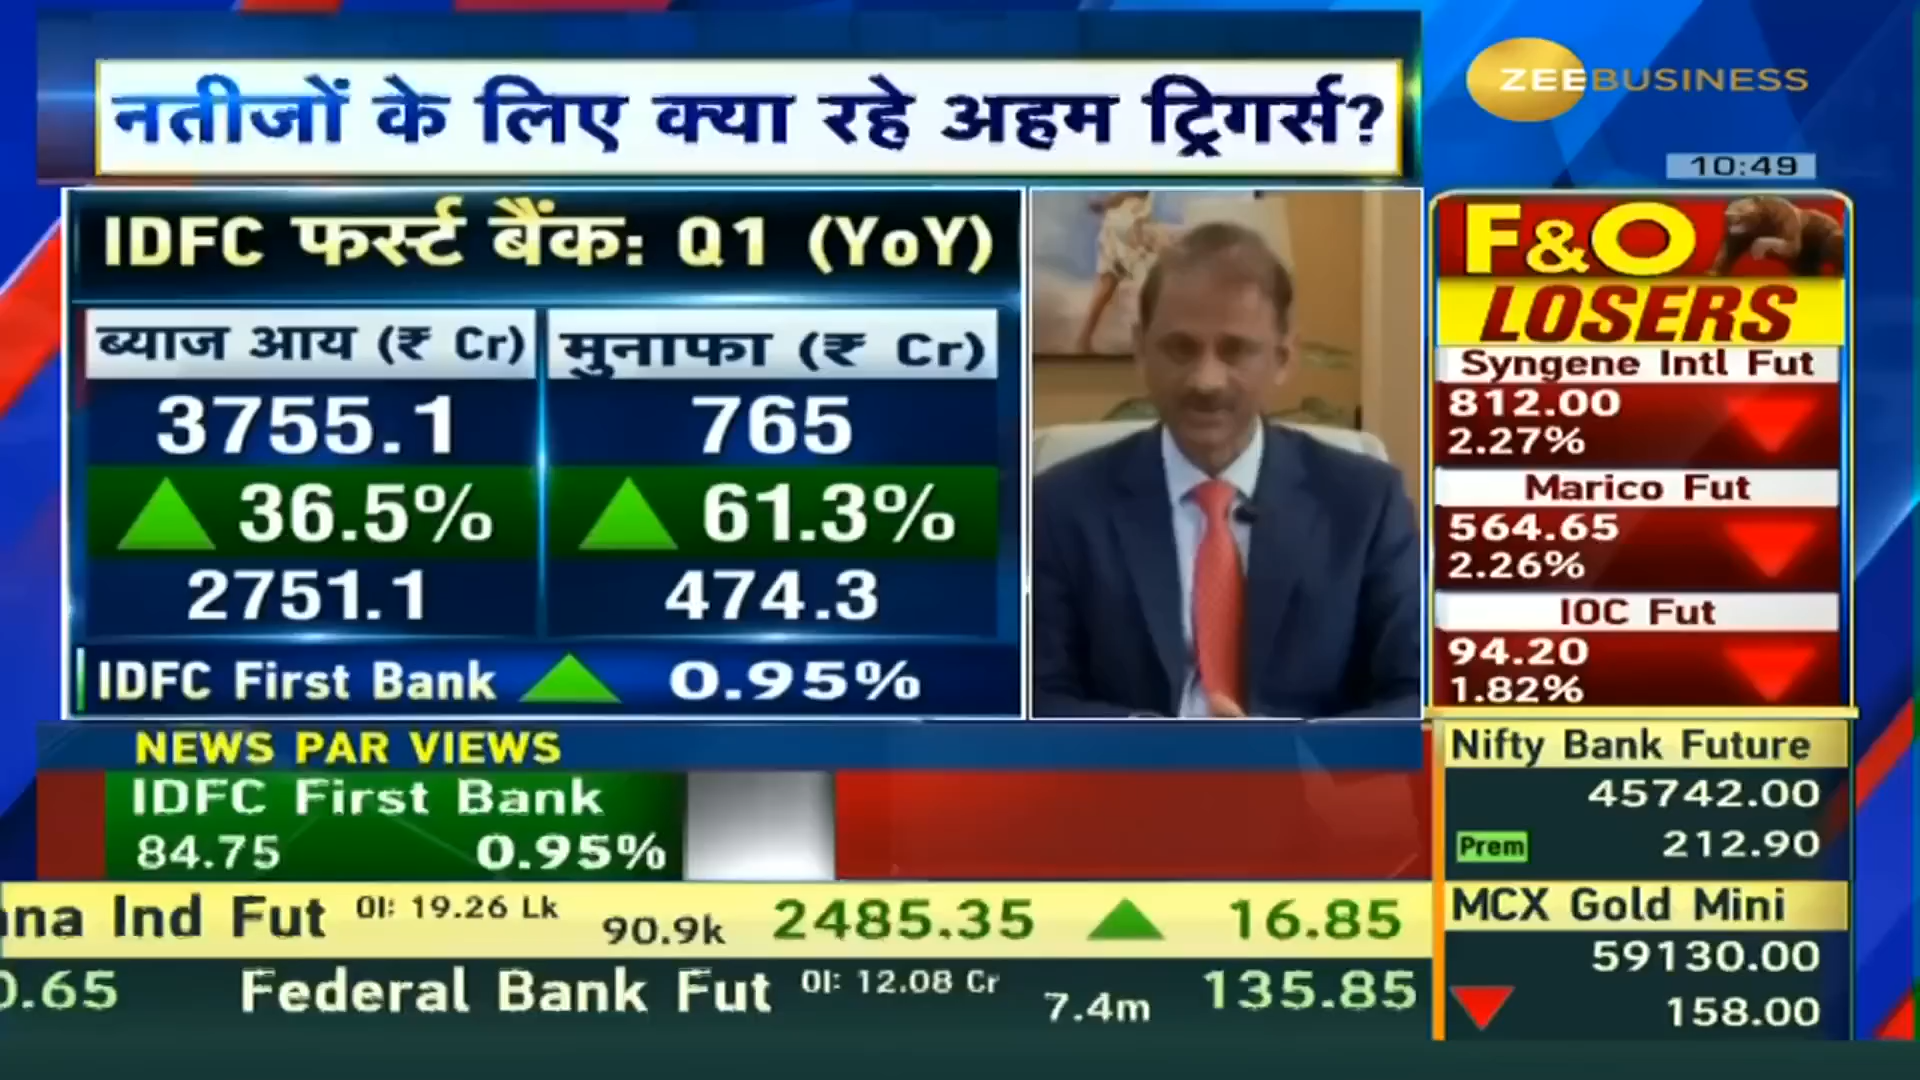 नतीजों के लिए क्या रहे अहम ट्रिगर्स?
ZEEBUSINESS
10:49
IDFC फर्स्ट बैंक: Q1 (YoY)
ब्याज आय (₹ Cr)
मुनाफा (₹ Cr)
3755.1
765
36.5%
61.3%
2751.1
474.3
IDFC First Bank 0.95%
F&O
LOSERS
Syngene Intl Fut
812.00
2.27%
Marico Fut
564.65
2.26%
IOC Fut
94.20
1.82%
NEWS PAR VIEWS
IDFC First Bank
84.75 0.95%
Nifty Bank Future
45742.00
Prem 212.90
MCX Gold Mini
59130.00
158.00
Ind Fut OI: 19.26 Lk 90.9k 2485.35 16.85
0.65 Federal Bank Fut OI: 12.08 Cr 7.4m 135.85